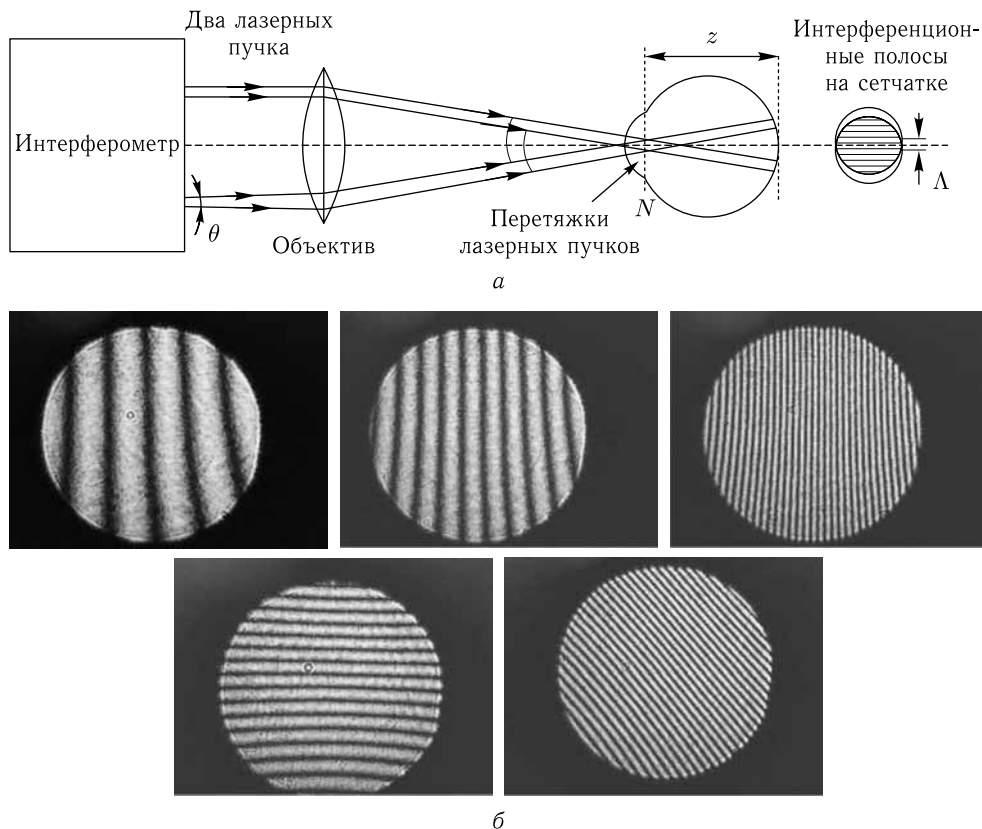 Два лазерных
пучка
Интерферометр
θ
Объектив
z
N
Перетяжки
лазерных пучков
Интерференцион-
ные полосы
на сетчатке
Λ
а
б